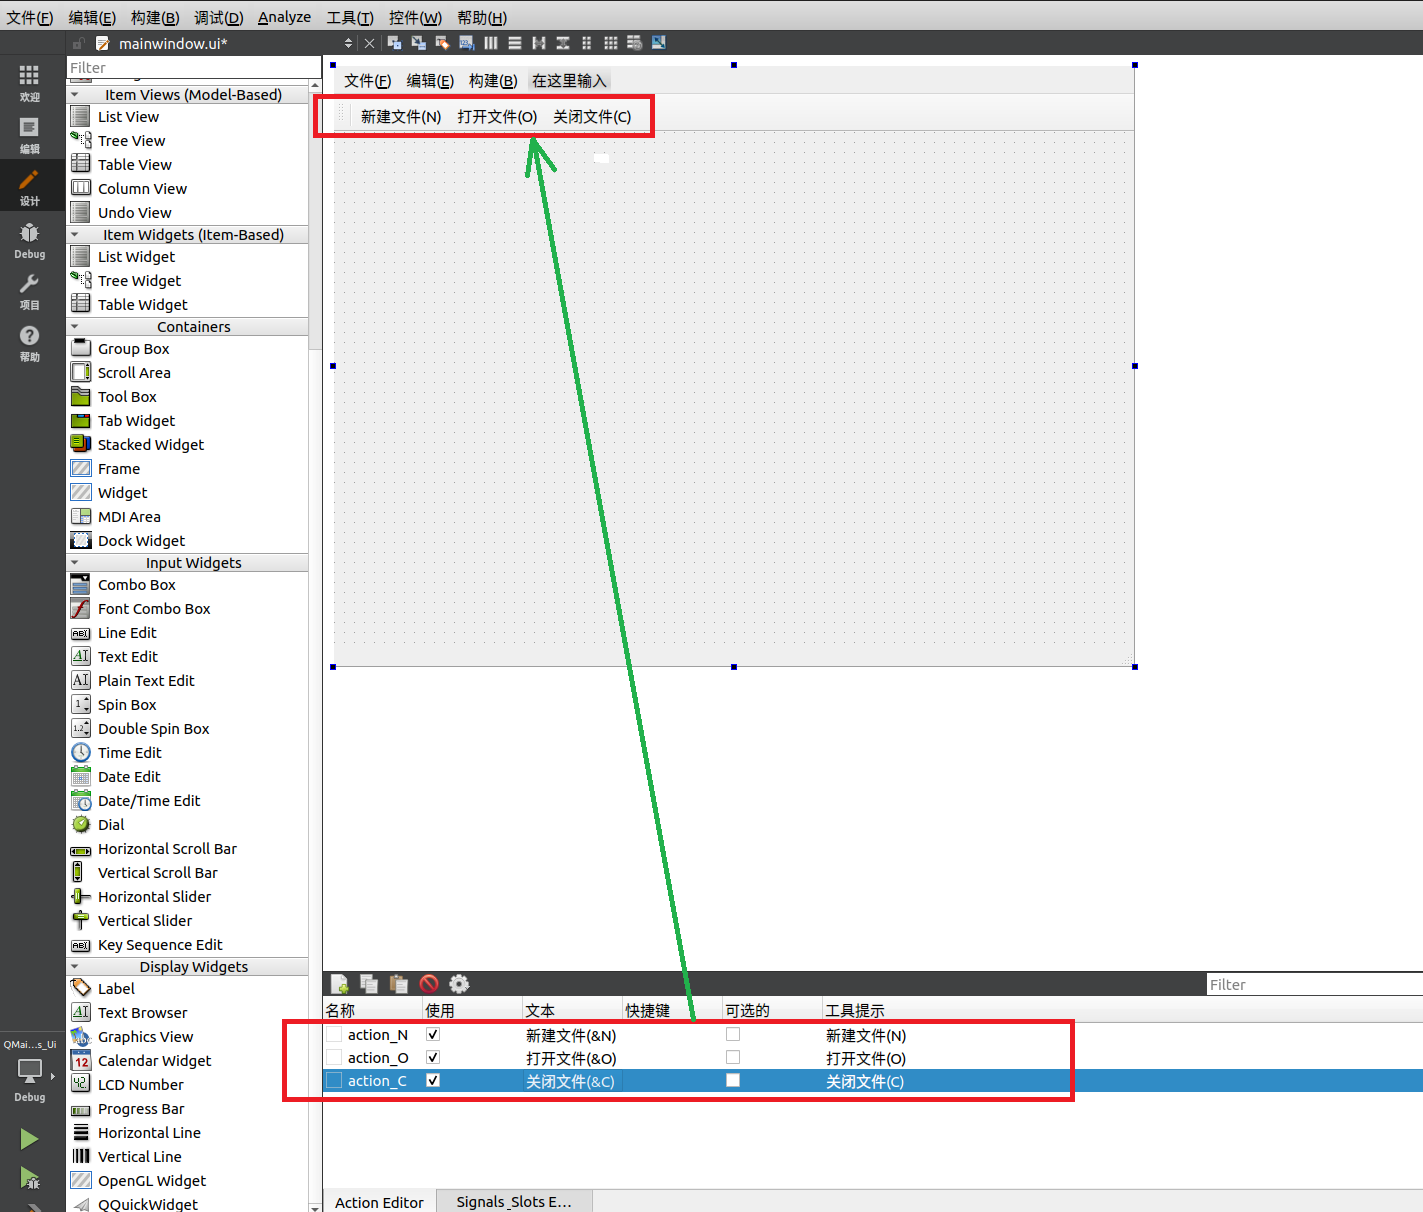 文件(F) 编辑(E) 构建(B) 调试(D) Analyze 工具(T) 控件(W) 帮助(H)
mainwindow.ui*
Filter
欢迎
编辑
设计
Debug
项目
帮助
QMai...s_Ui
Debug
Item Views (Model-Based)
List View
Tree View
Table View
Column View
Undo View
Item Widgets (Item-Based)
List Widget
Tree Widget
Table Widget
Containers
Group Box
Scroll Area
Tool Box
Tab Widget
Stacked Widget
Frame
Widget
MDI Area
Dock Widget
Input Widgets
Combo Box
Font Combo Box
Line Edit
Text Edit
Plain Text Edit
Spin Box
Double Spin Box
Time Edit
Date Edit
Date/Time Edit
Dial
Horizontal Scroll Bar
Vertical Scroll Bar
Horizontal Slider
Vertical Slider
Key Sequence Edit
Display Widgets
Label
Text Browser
Graphics View
Calendar Widget
LCD Number
Progress Bar
Horizontal Line
Vertical Line
OpenGL Widget
QQuickWidget
文件(F) 编辑(E) 构建(B) 在这里输入
新建文件(N) 打开文件(O) 关闭文件(C)
Filter
名称 使用 文本 快捷键 可选的 工具提示
action_N 新建文件(&N) 新建文件(N)
action_O 打开文件(&O) 打开文件(O)
action_C 关闭文件(&C) 关闭文件(C)
Action Editor Signals_Slots E...